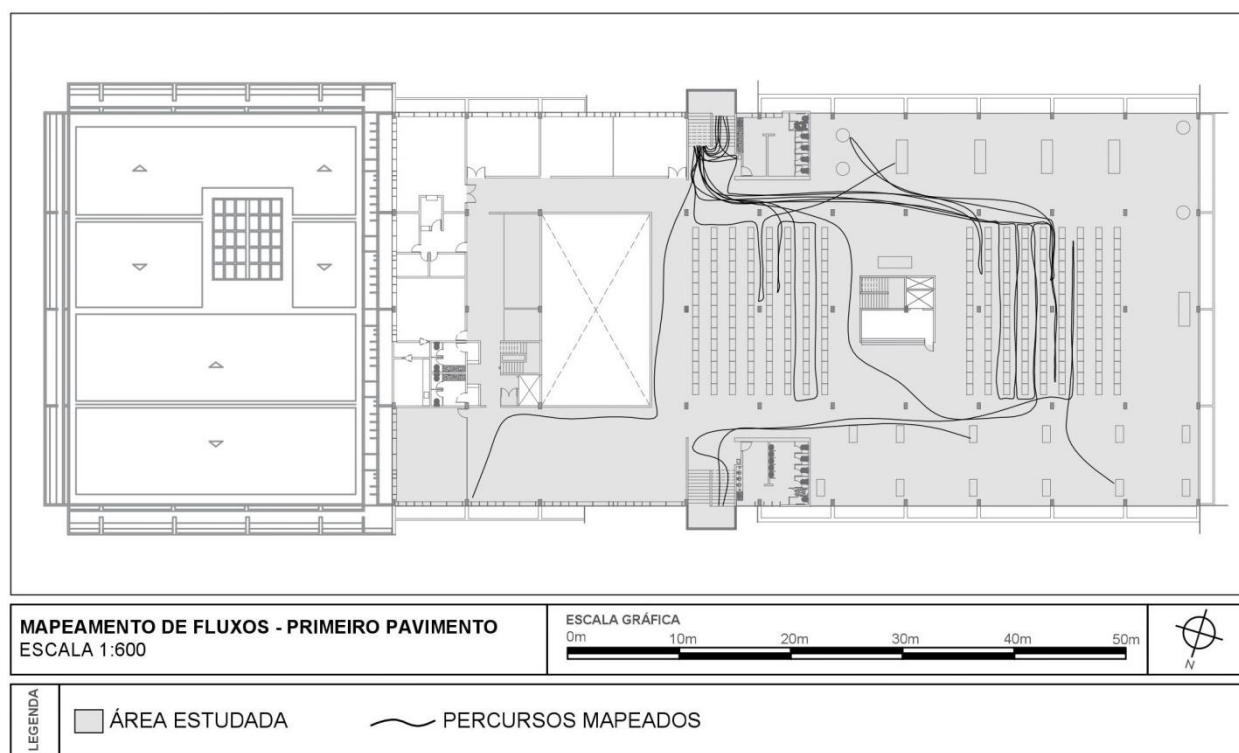 MAPEAMENTO DE FLUXOS - PRIMEIRO PAVIMENTO
ESCALA 1:600
ESCALA GRÁFICA
0m 10m 20m 30m 40m 50m
N
LEGENDA
ÁREA ESTUDADA
PERCURSOS MAPEADOS